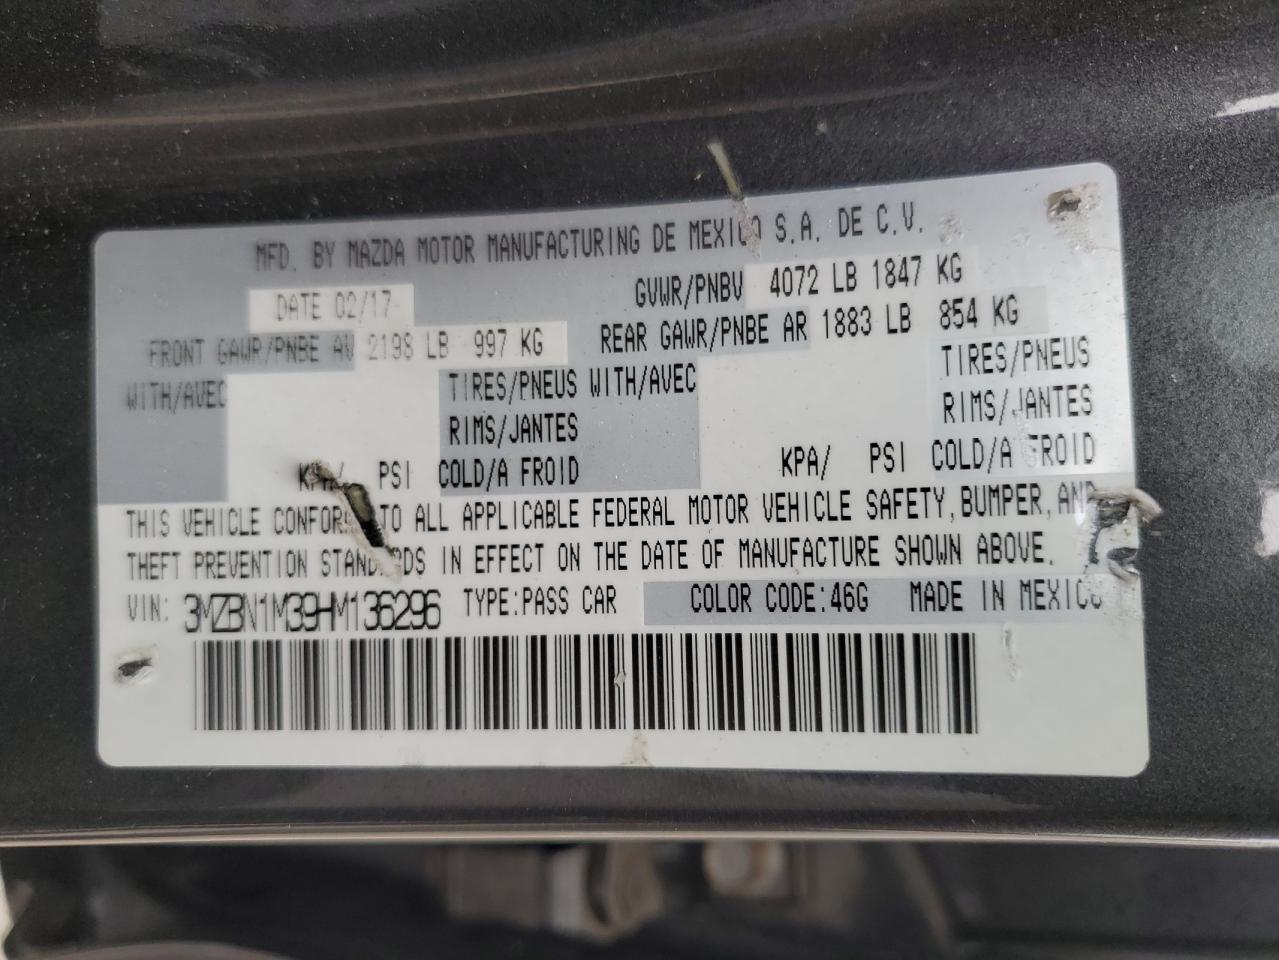 MFD. BY MAZDA MOTOR MANUFACTURING DE MEXICO S.A. DE C.V.
DATE 02/17 GVWR/PNBV 4072 LB 1847 KG
FRONT GAWR/PNBE AV 2198 LB 997 KG REAR GAWR/PNBE AR 1883 LB 854 KG
WITH/AVEC TIRES/PNEUS WITH/AVEC TIRES/PNEUS
RIMS/JANTES RIMS/JANTES
KPA/ PSI COLD/A FROID KPA/ PSI COLD/A FROID
THIS VEHICLE CONFORMS TO ALL APPLICABLE FEDERAL MOTOR VEHICLE SAFETY, BUMPER, AND
THEFT PREVENTION STANDARDS IN EFFECT ON THE DATE OF MANUFACTURE SHOWN ABOVE.
VIN: 3MZBN1M39HM136296 TYPE:PASS CAR COLOR CODE:46G MADE IN MEXICO